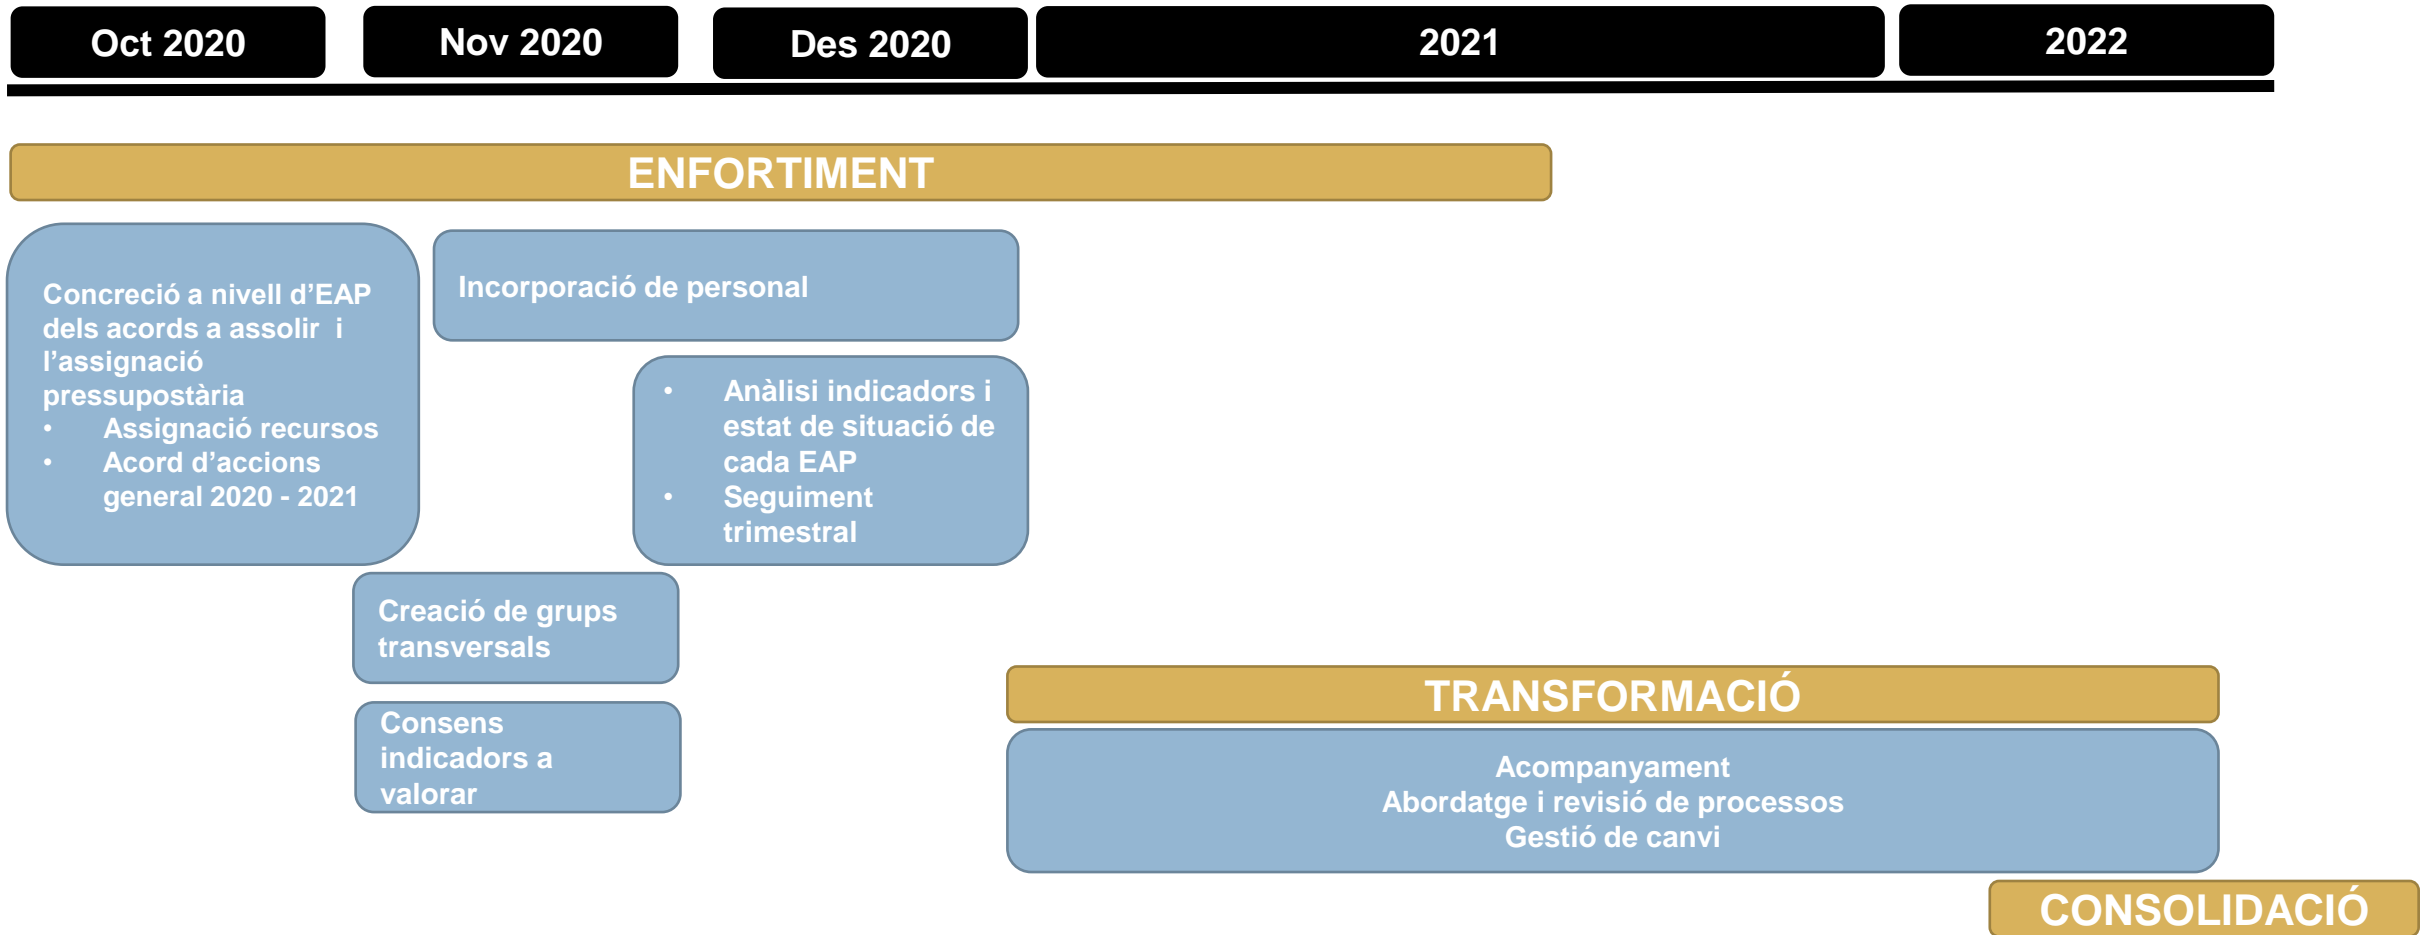 Oct 2020
Nov 2020
Des 2020
2021
2022
ENFORTIMENT
Concreció a nivell d’EAP
dels acords a assolir i
l’assignació
pressupostària
• Assignació recursos
• Acord d’accions
general 2020 - 2021
Incorporació de personal
• Anàlisi indicadors i
estat de situació de
cada EAP
• Seguiment
trimestral
Creació de grups
transversals
Consens
indicadors a
valorar
TRANSFORMACIÓ
Acompanyament
Abordatge i revisió de processos
Gestió de canvi
CONSOLIDACIÓ